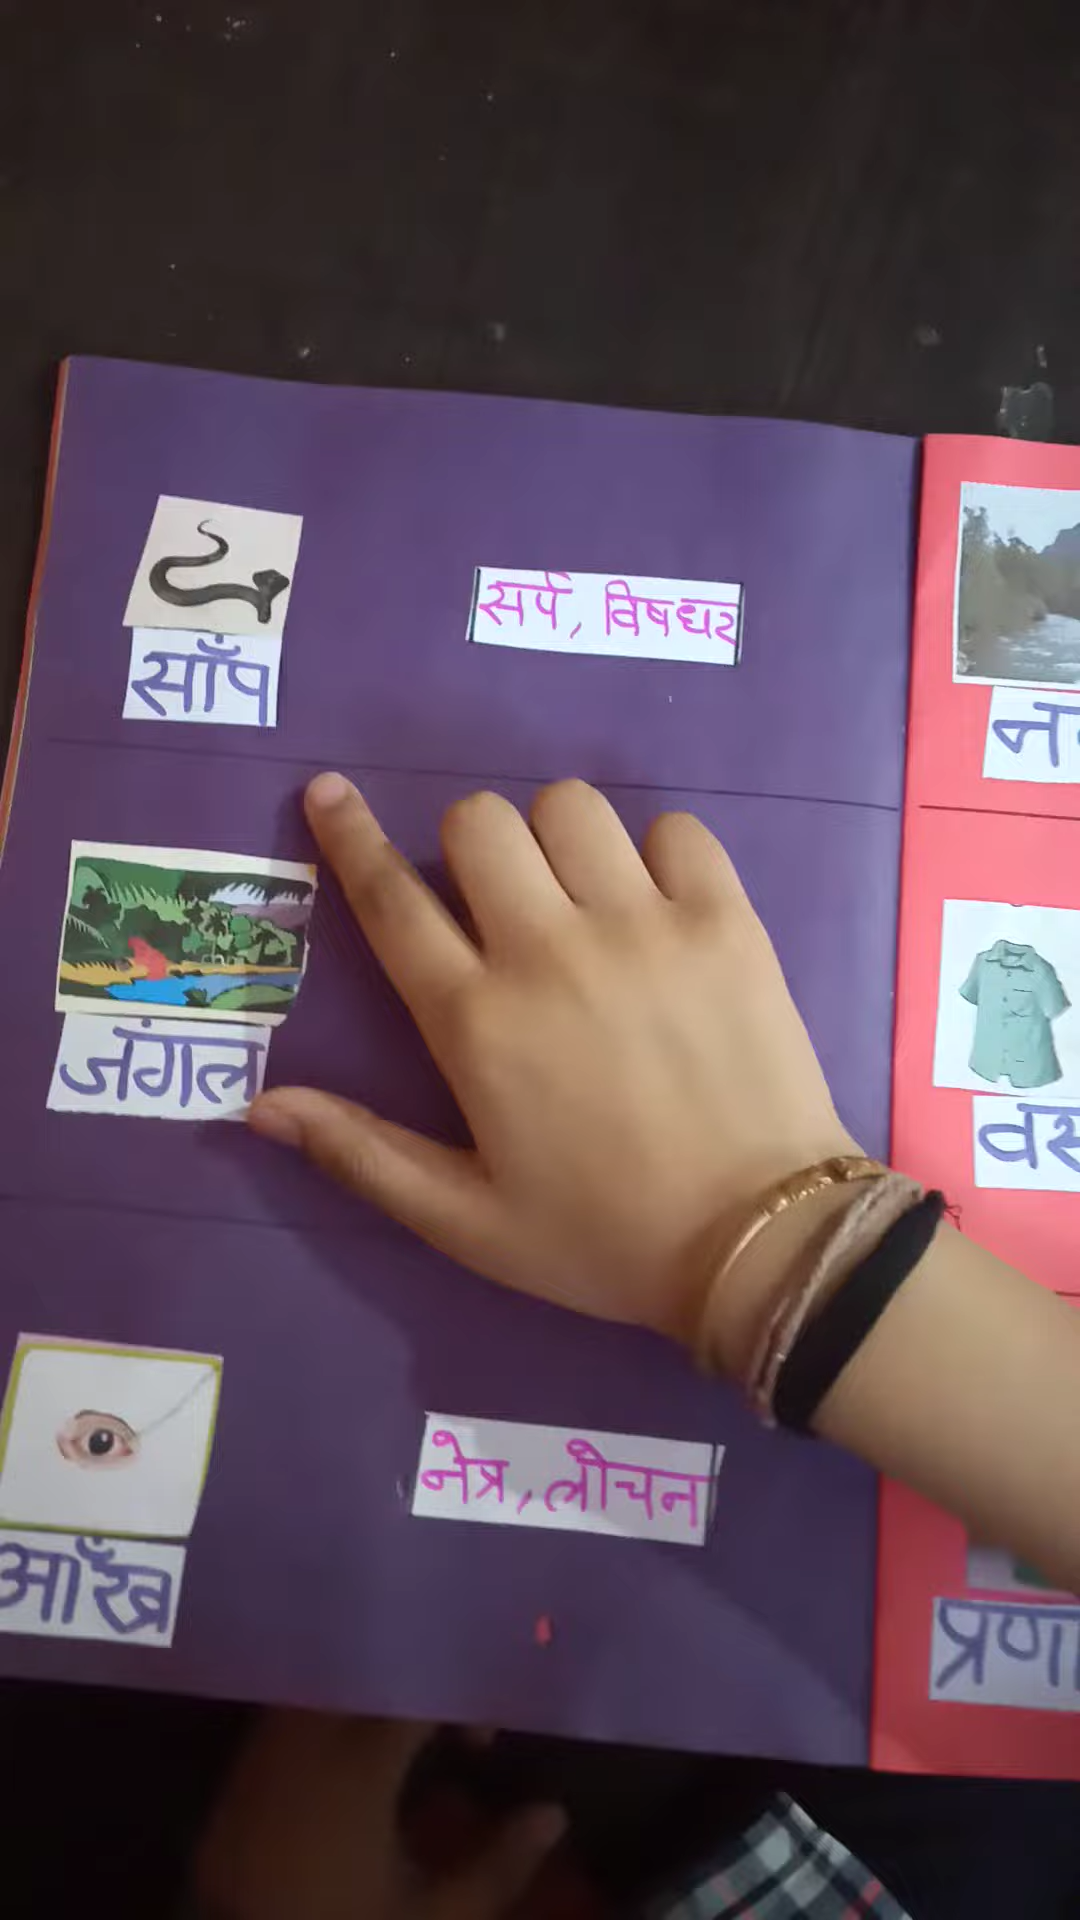 साँप
सर्प, विषधर
जंगल
आँख
नेत्र, लोचन